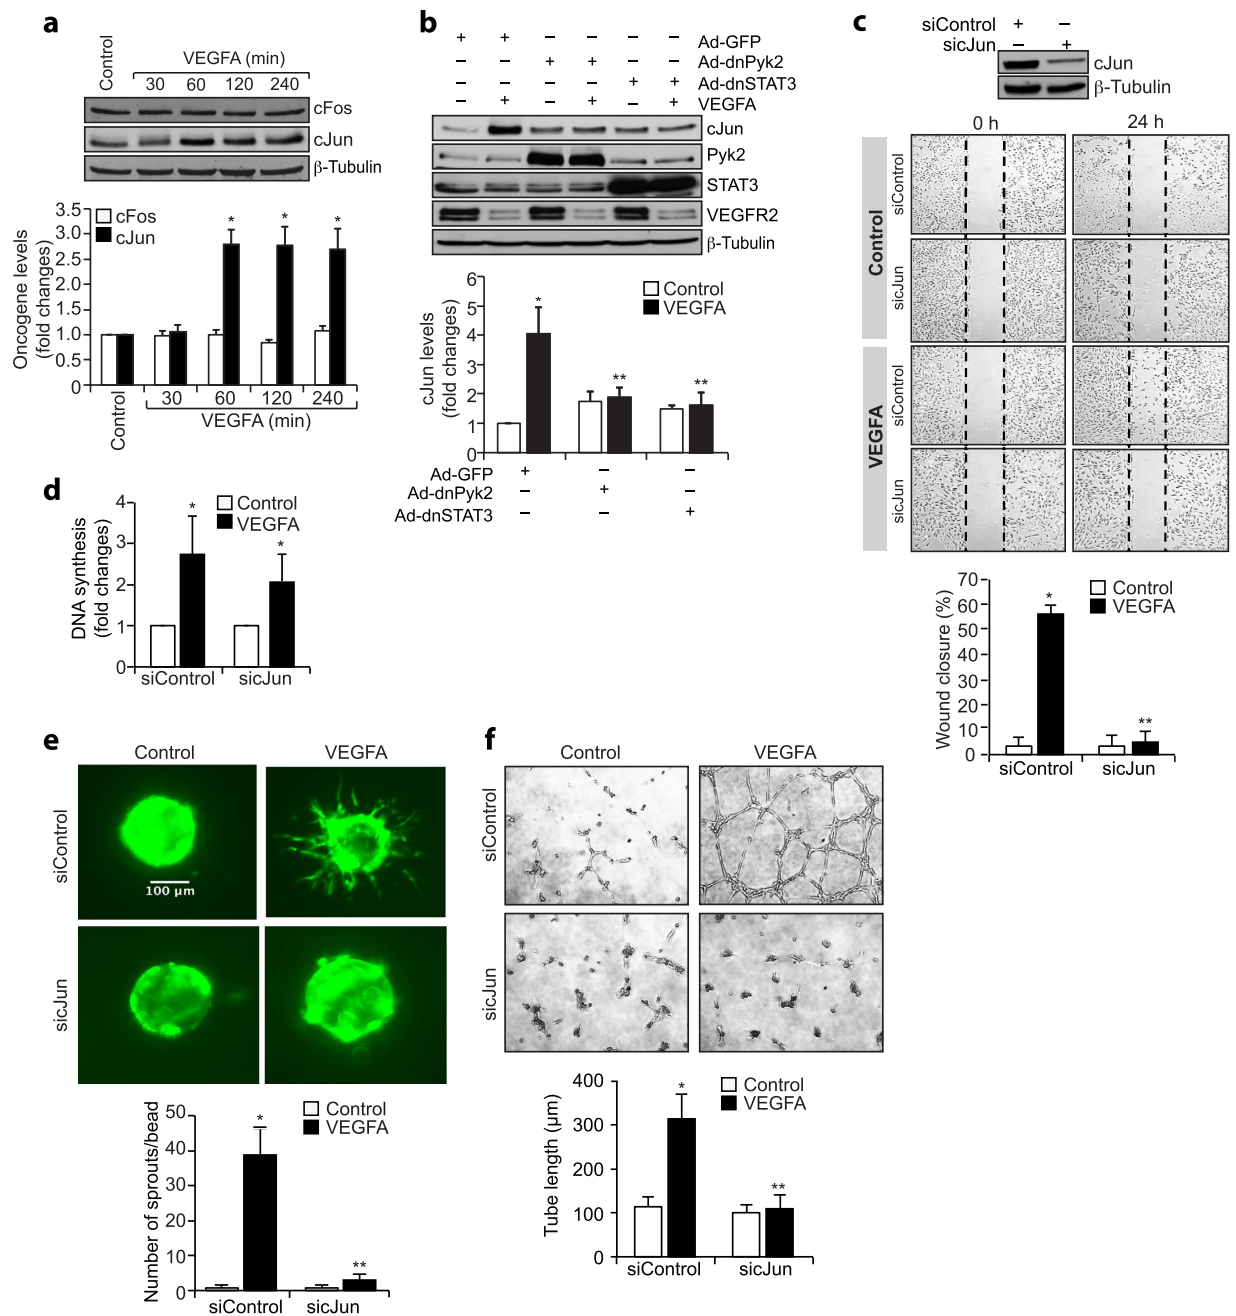 a
Control
VEGFA (min)
30 60 120 240
cFos
cJun
β-Tubulin
Oncogene levels
(fold changes)
3.5
3.0
2.5
2.0
1.5
1.0
0.5
0
cFos
cJun
* * *
Control
30 60 120 240
VEGFA (min)
b
+ + – – – – Ad-GFP
– – + + – – Ad-dnPyk2
– – – – + + Ad-dnSTAT3
– + – + – + VEGFA
cJun
Pyk2
STAT3
VEGFR2
β-Tubulin
cJun levels
(fold changes)
6
5
4
3
2
1
0
Control
VEGFA
* ** **
Ad-GFP + – –
Ad-dnPyk2 – + –
Ad-dnSTAT3 – – +
c
siControl + –
sicJun – +
cJun
β-Tubulin
0 h 24 h
Control
siControl
sicJun
VEGFA
siControl
sicJun
Wound closure (%)
70
60
50
40
30
20
10
0
Control
VEGFA
* **
siControl sicJun
d
DNA synthesis
(fold changes)
4
3
2
1
0
Control
VEGFA
* *
siControl sicJun
e
Control VEGFA
siControl
100 μm
sicJun
Number of sprouts/bead
50
40
30
20
10
0
Control
VEGFA
* **
siControl sicJun
f
Control VEGFA
siControl
sicJun
Tube length (μm)
400
300
200
100
0
Control
VEGFA
* **
siControl sicJun